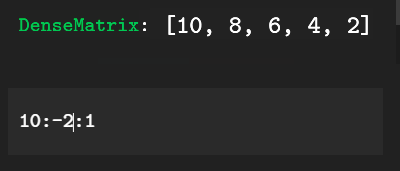 DenseMatrix: [10, 8, 6, 4, 2]
10:-2:1